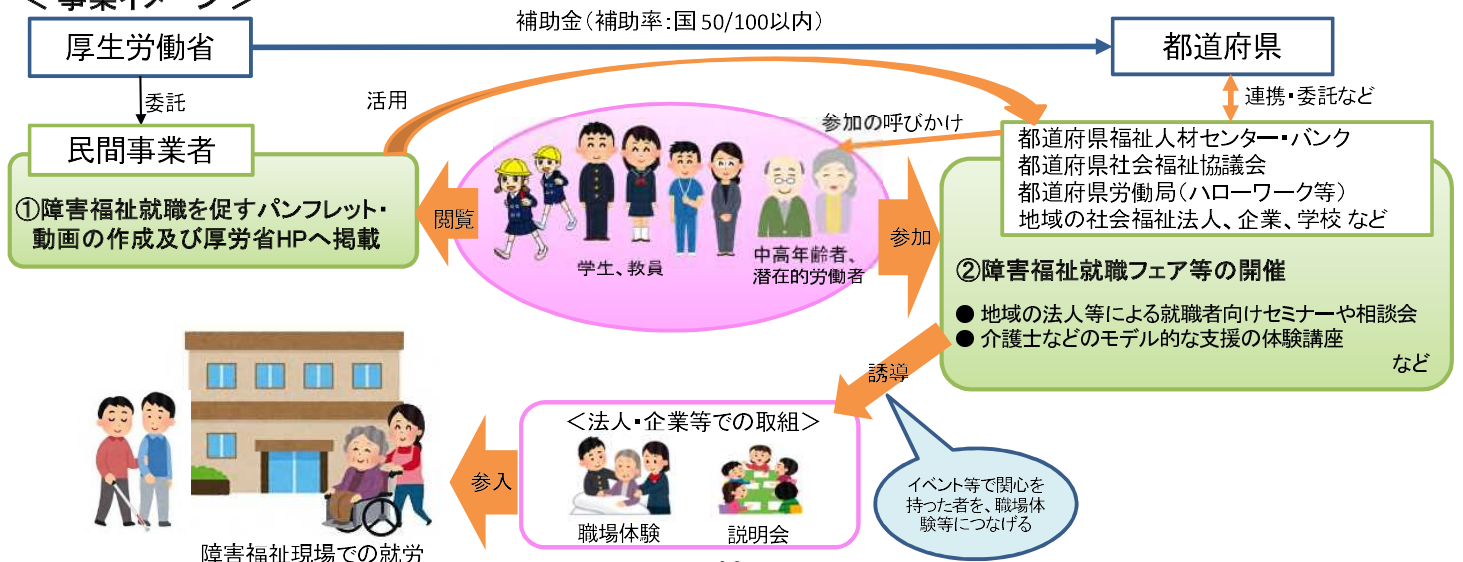 ＜ 事業イメージ ＞
補助金（補助率：国 50/100以内）
厚生労働省
都道府県
委託
活用
連携・委託など
民間事業者
参加の呼びかけ
都道府県福祉人材センター・バンク
都道府県社会福祉協議会
都道府県労働局（ハローワーク等）
地域の社会福祉法人、企業、学校 など
①障害福祉就職を促すパンフレット・
動画の作成及び厚労省HPへ掲載
閲覧
学生、教員
中高年齢者、
潜在的労働者
参加
②障害福祉就職フェア等の開催
● 地域の法人等による就職者向けセミナーや相談会
● 介護士などのモデル的な支援の体験講座
など
誘導
＜法人・企業等での取組＞
職場体験
説明会
参入
イベント等で関心を
持った者を、職場体
験等につなげる
障害福祉現場での就労